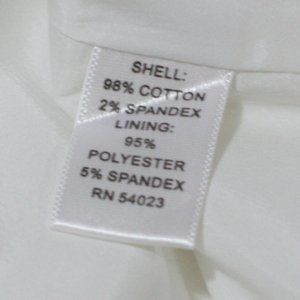 SHELL:
98% COTTON
2% SPANDEX
LINING:
95%
POLYESTER
5% SPANDEX
RN 54023